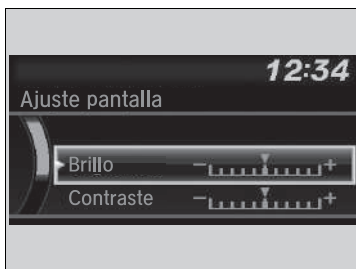 12:34
Ajuste pantalla
Brillo - +
Contraste - +